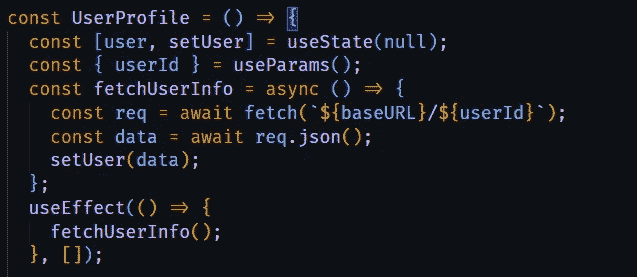 const UserProfile = () => {
  const [user, setUser] = useState(null);
  const { userId } = useParams();
  const fetchUserInfo = async () => {
    const req = await fetch(`${baseURL}/${userId}`);
    const data = await req.json();
    setUser(data);
  };
  useEffect(() => {
    fetchUserInfo();
  }, []);